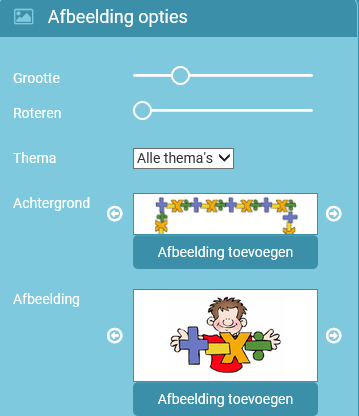 Afbeelding opties
Grootte
Roteren
Thema Alle thema's
Achtergrond
Afbeelding toevoegen
Afbeelding
Afbeelding toevoegen